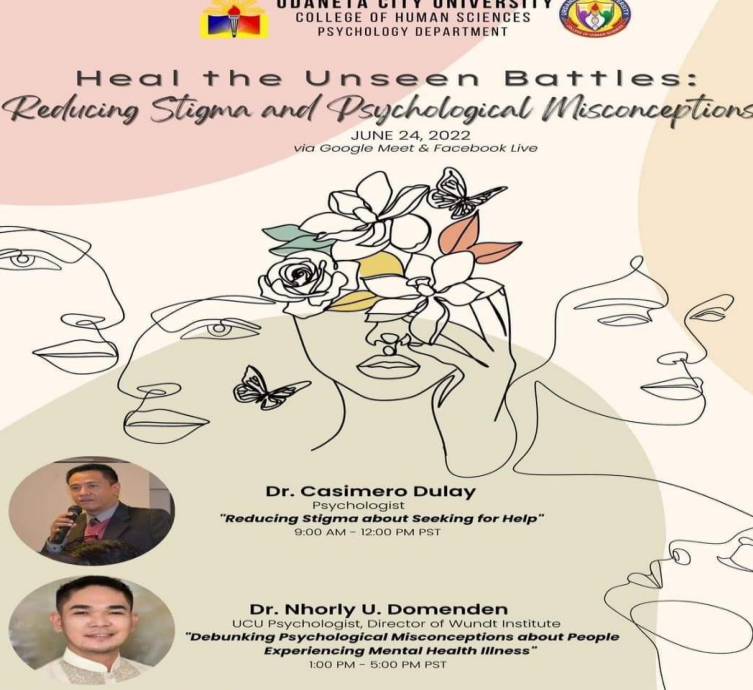 URDANETA CITY UNIVERSITY
COLLEGE OF HUMAN SCIENCES
PSYCHOLOGY DEPARTMENT
Heal the Unseen Battles:
Reducing Stigma and Psychological Misconceptions
JUNE 24, 2022
via Google Meet & Facebook Live
Dr. Casimero Dulay
Psychologist
"Reducing Stigma about Seeking for Help"
9:00 AM - 12:00 PM PST
Dr. Nhorly U. Domenden
UCU Psychologist, Director of Wundt Institute
"Debunking Psychological Misconceptions about People
Experiencing Mental Health Illness"
1:00 PM - 5:00 PM PST